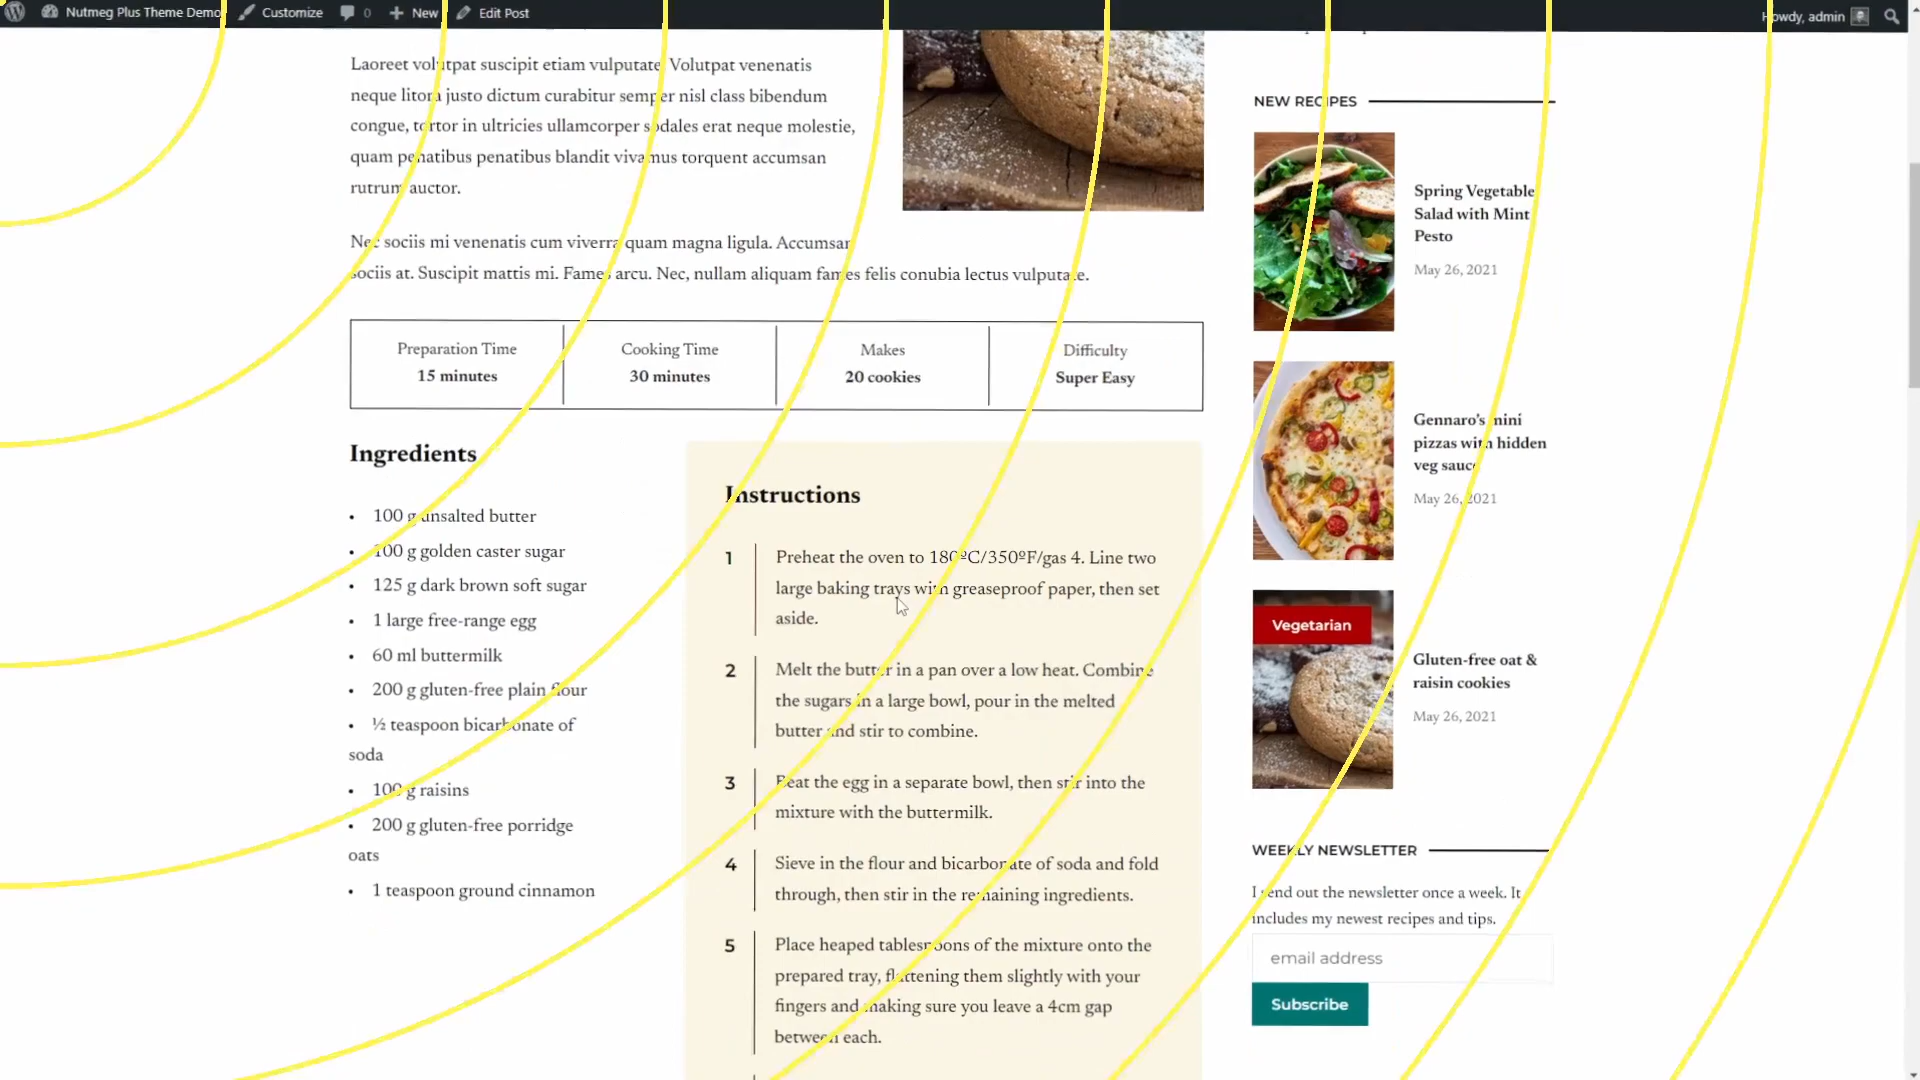 Nutmeg Plus Theme Demo Customize 0 New Edit Post Howdy, admin
Laoreet volutpat suscipit etiam vulputate. Volutpat venenatis
neque litora justo dictum curabitur semper nisl class bibendum
congue, tortor in ultricies ullamcorper sodales erat neque molestie,
quam penatibus penatibus blandit vivamus torquent accumsan
rutrum auctor.
Nec sociis mi venenatis cum viverra quam magna ligula. Accumsan
sociis at. Suscipit mattis mi. Fames arcu. Nec, nullam aliquam fames felis conubia lectus vulputate.
Preparation Time
15 minutes
Cooking Time
30 minutes
Makes
20 cookies
Difficulty
Super Easy
Ingredients
• 100 g unsalted butter
• 100 g golden caster sugar
• 125 g dark brown soft sugar
• 1 large free-range egg
• 60 ml buttermilk
• 200 g gluten-free plain flour
• ½ teaspoon bicarbonate of
soda
• 100 g raisins
• 200 g gluten-free porridge
oats
• 1 teaspoon ground cinnamon
Instructions
1 Preheat the oven to 180ºC/350ºF/gas 4. Line two
large baking trays with greaseproof paper, then set
aside.
2 Melt the butter in a pan over a low heat. Combine
the sugars in a large bowl, pour in the melted
butter and stir to combine.
3 Beat the egg in a separate bowl, then stir into the
mixture with the buttermilk.
4 Sieve in the flour and bicarbonate of soda and fold
through, then stir in the remaining ingredients.
5 Place heaped tablespoons of the mixture onto the
prepared tray, flattening them slightly with your
fingers and making sure you leave a 4cm gap
between each.
NEW RECIPES
Spring Vegetable
Salad with Mint
Pesto
May 26, 2021
Gennaro's mini
pizzas with hidden
veg sauce
May 26, 2021
Vegetarian
Gluten-free oat &
raisin cookies
May 26, 2021
WEEKLY NEWSLETTER
I send out the newsletter once a week. It
includes my newest recipes and tips.
email address
Subscribe